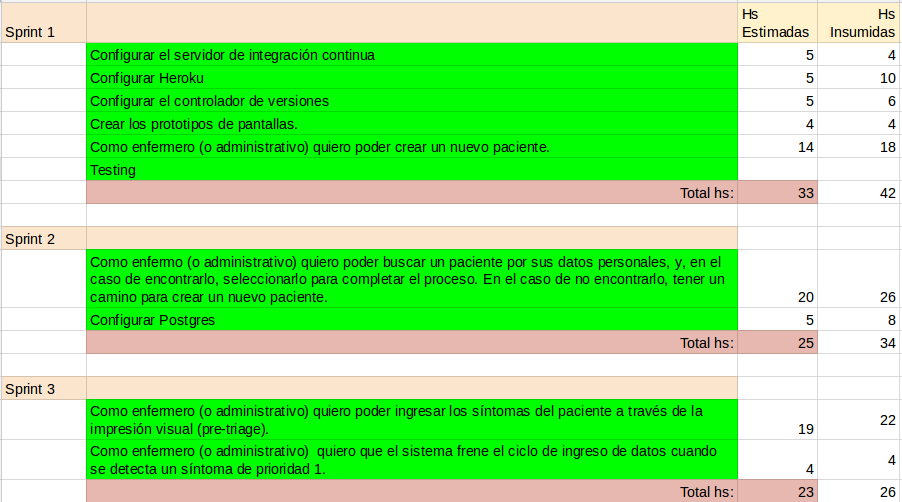 Sprint 1 Hs Estimadas Hs Insumidas
Configurar el servidor de integración continua 5 4
Configurar Heroku 5 10
Configurar el controlador de versiones 5 6
Crear los prototipos de pantallas. 4 4
Como enfermero (o administrativo) quiero poder crear un nuevo paciente. 14 18
Testing
Total hs: 33 42
Sprint 2
Como enfermo (o administrativo) quiero poder buscar un paciente por sus datos personales, y, en el
caso de encontrarlo, seleccionarlo para completar el proceso. En el caso de no encontrarlo, tener un
camino para crear un nuevo paciente. 20 26
Configurar Postgres 5 8
Total hs: 25 34
Sprint 3
Como enfermero (o administrativo) quiero poder ingresar los síntomas del paciente a través de la
impresión visual (pre-triage). 19 22
Como enfermero (o administrativo)  quiero que el sistema frene el ciclo de ingreso de datos cuando
se detecta un síntoma de prioridad 1. 4 4
Total hs: 23 26